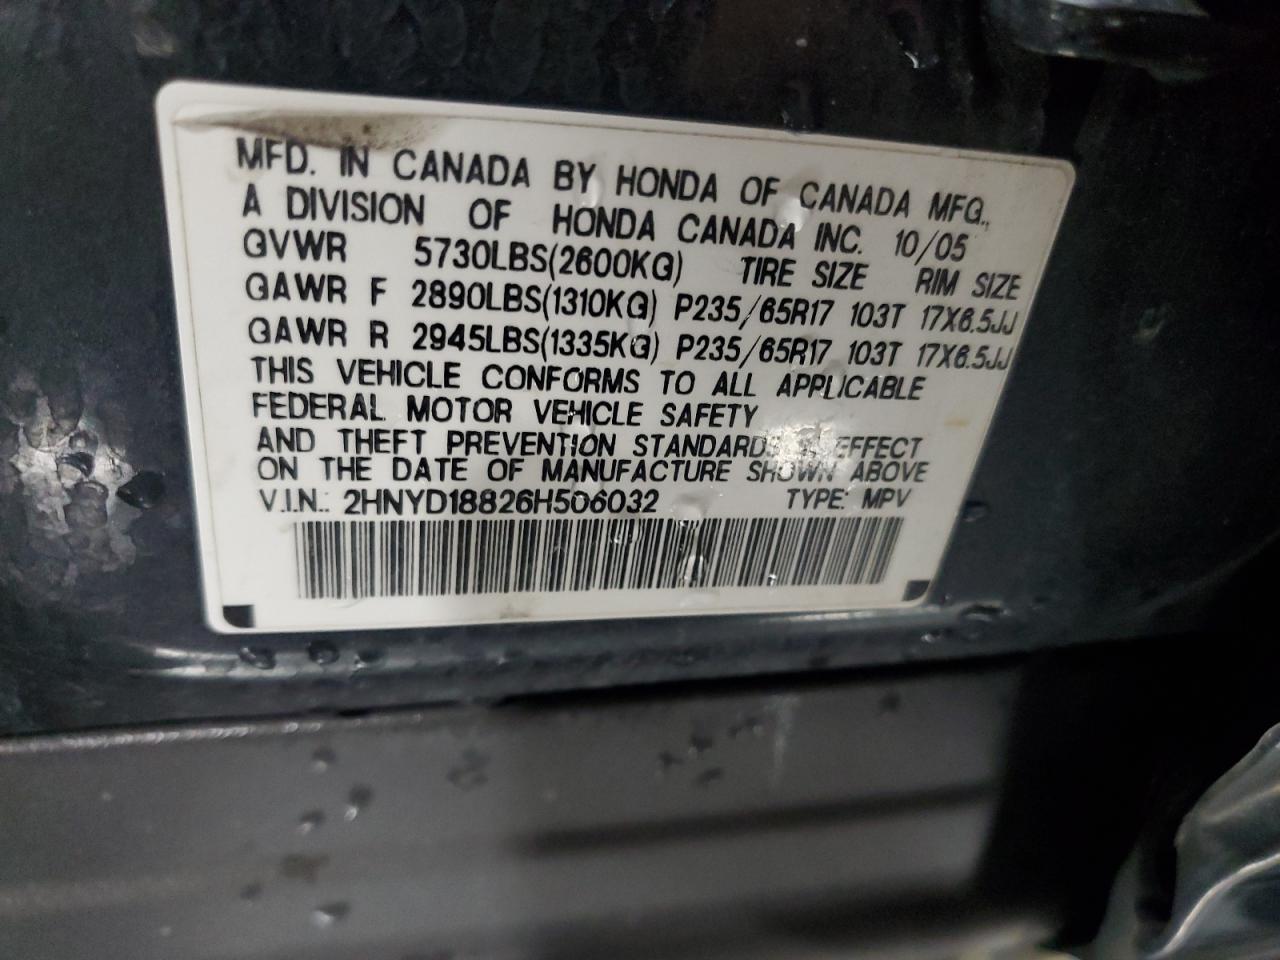 MFD. IN CANADA BY HONDA OF CANADA MFG.,
A DIVISION OF HONDA CANADA INC. 10/05
GVWR 5730LBS(2600KG) TIRE SIZE RIM SIZE
GAWR F 2890LBS(1310KG) P235/65R17 103T 17X6.5JJ
GAWR R 2945LBS(1335KG) P235/65R17 103T 17X6.5JJ
THIS VEHICLE CONFORMS TO ALL APPLICABLE
FEDERAL MOTOR VEHICLE SAFETY
AND THEFT PREVENTION STANDARDS IN EFFECT
ON THE DATE OF MANUFACTURE SHOWN ABOVE
V.I.N.: 2HNYD18826H506032 TYPE: MPV